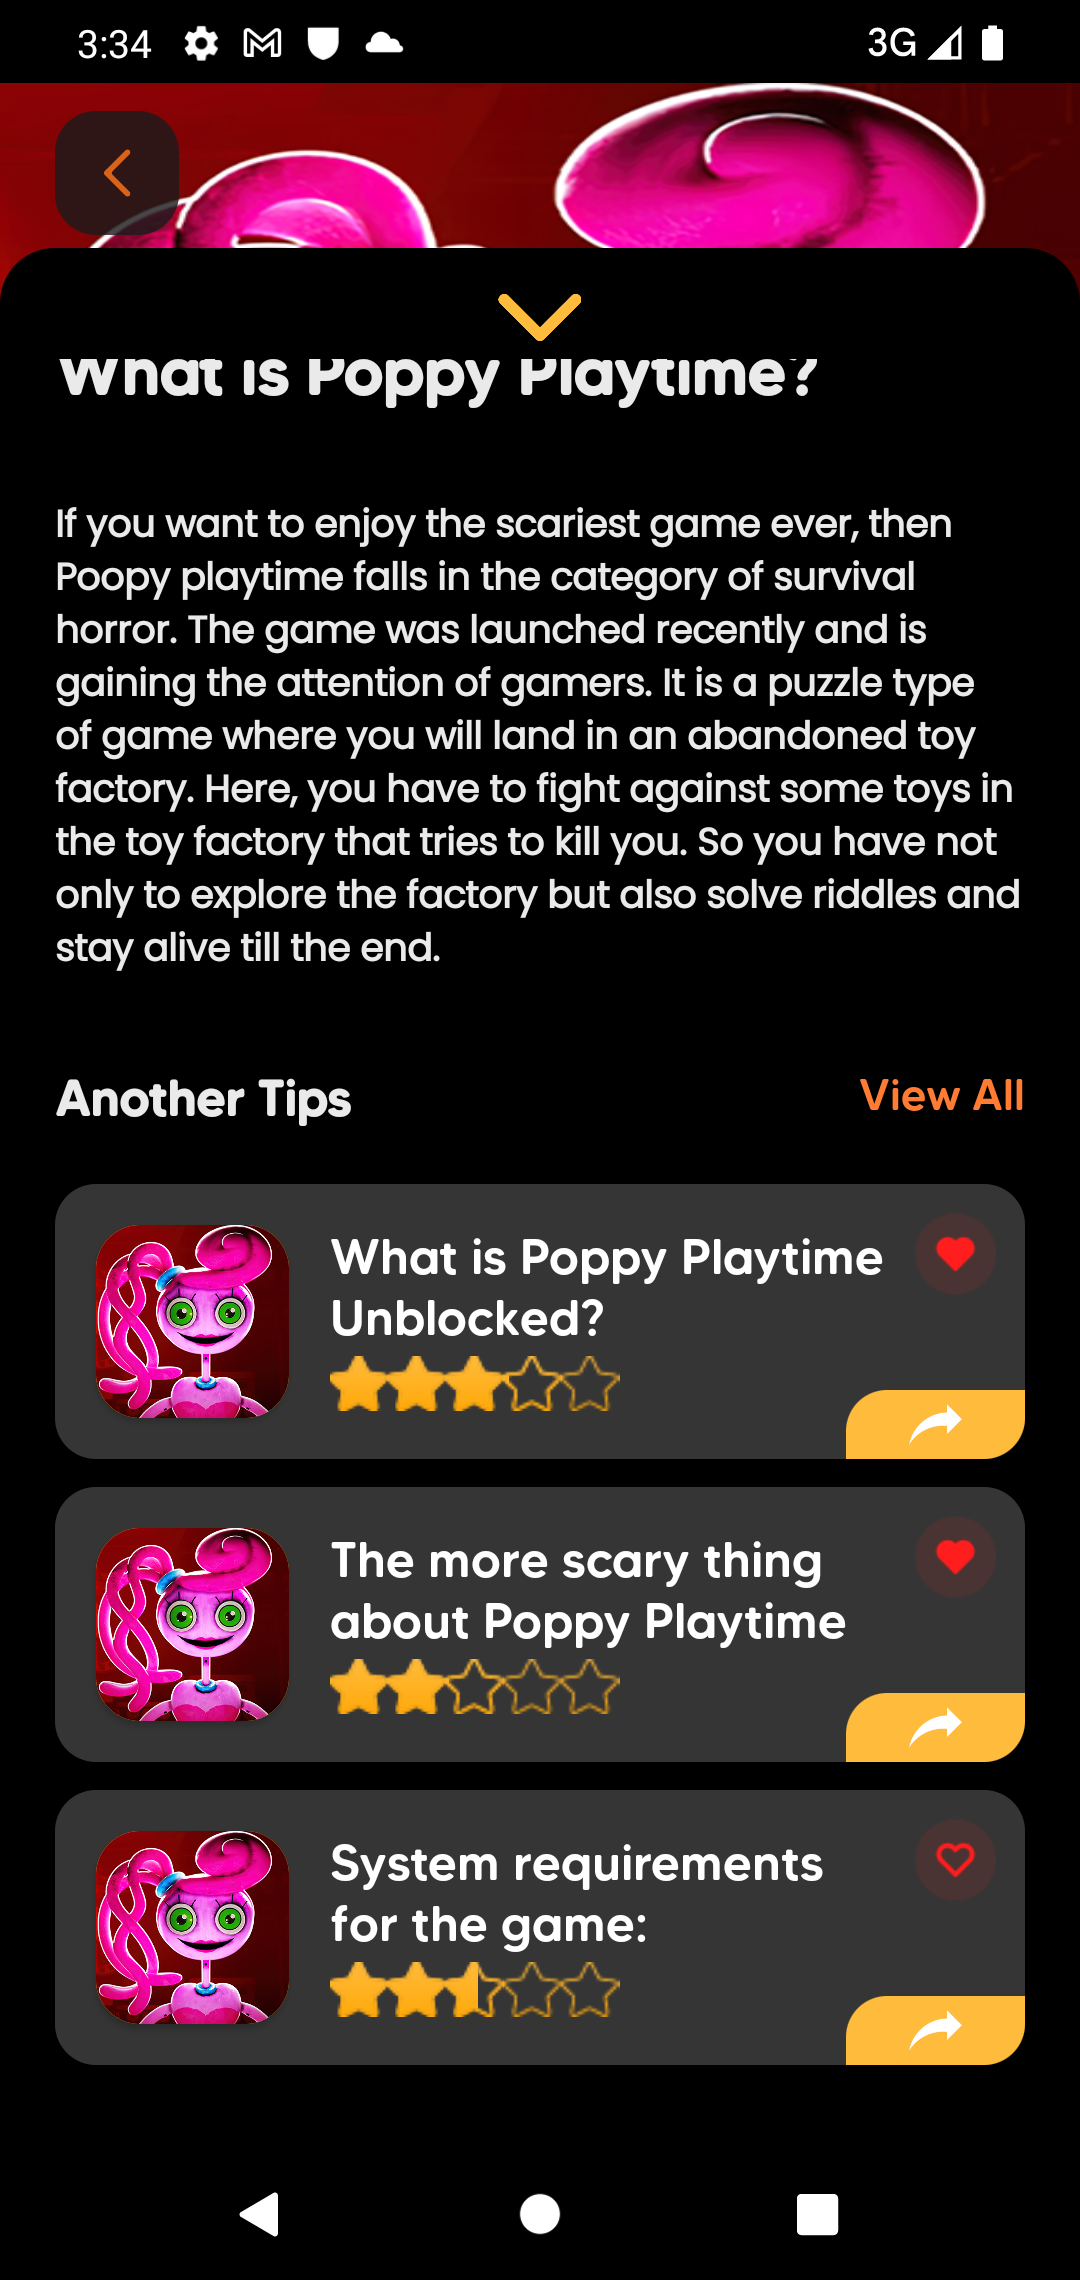 3:34
3G
What is Poppy Playtime?
If you want to enjoy the scariest game ever, then
Poopy playtime falls in the category of survival
horror. The game was launched recently and is
gaining the attention of gamers. It is a puzzle type
of game where you will land in an abandoned toy
factory. Here, you have to fight against some toys in
the toy factory that tries to kill you. So you have not
only to explore the factory but also solve riddles and
stay alive till the end.
Another Tips
View All
What is Poppy Playtime
Unblocked?
The more scary thing
about Poppy Playtime
System requirements
for the game: